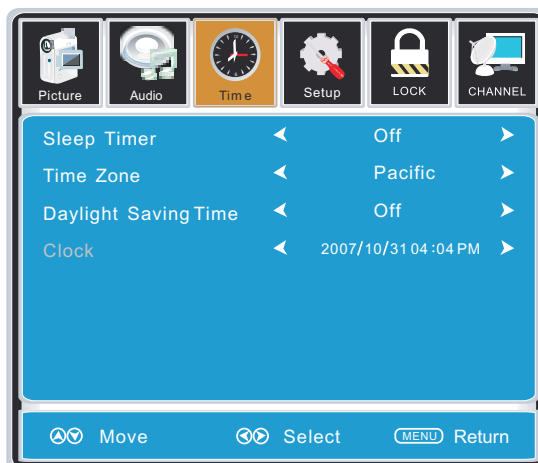 Picture Audio Time Setup LOCK CHANNEL
Sleep Timer Off
Time Zone Pacific
Daylight Saving Time Off
Clock 2007/10/31 04:04 PM
Move Select MENU Return